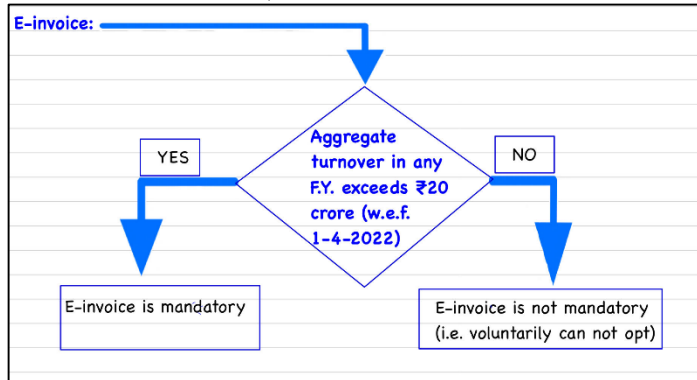 E-invoice:
Aggregate
turnover in any
F.Y. exceeds ₹20
crore (w.e.f.
1-4-2022)
YES
NO
E-invoice is mandatory
E-invoice is not mandatory
(i.e. voluntarily can not opt)